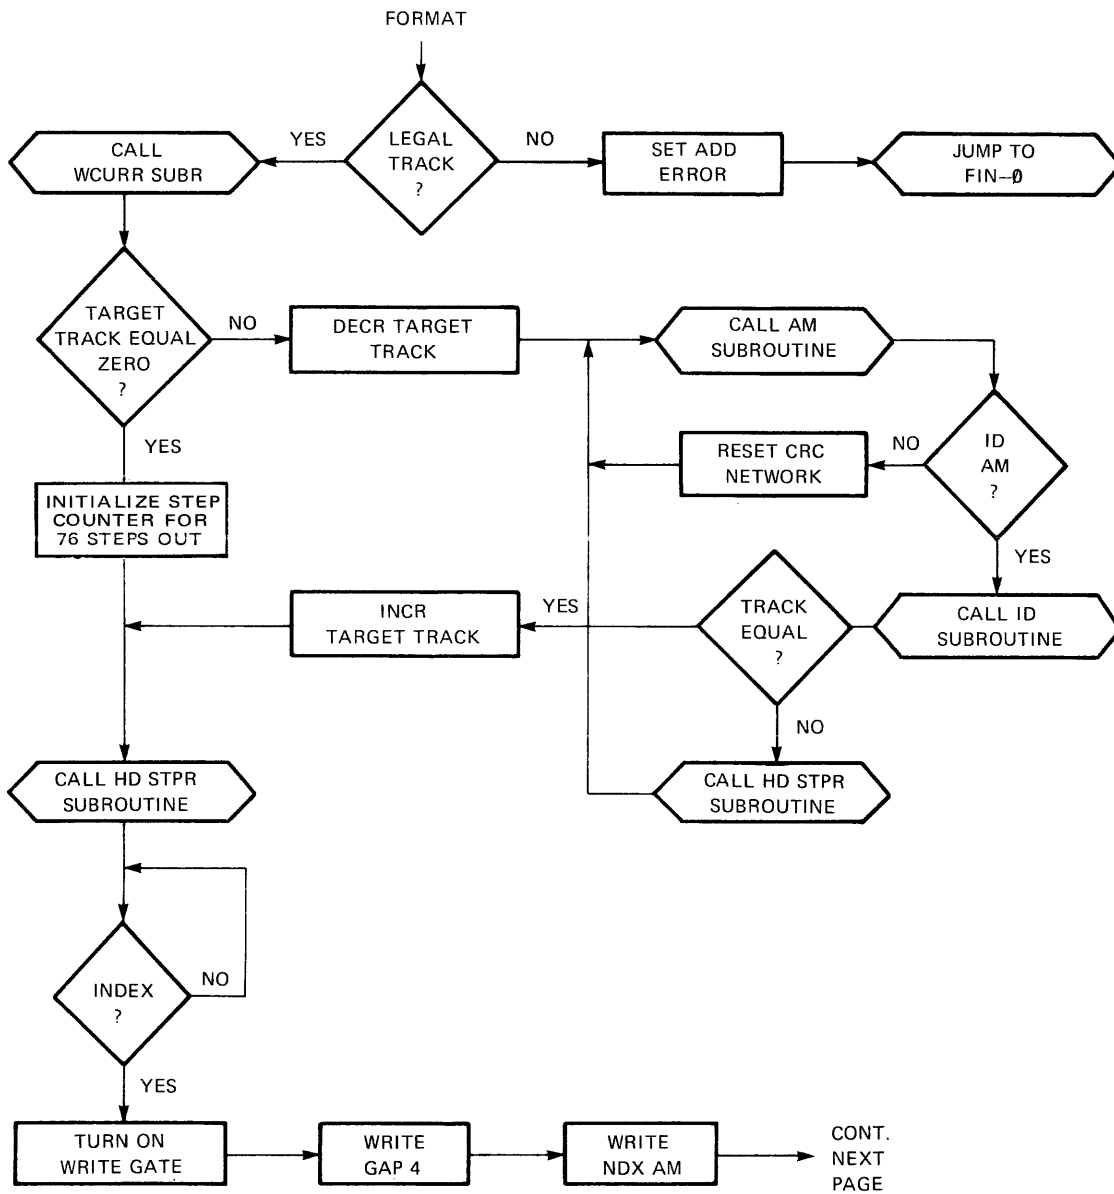 FORMAT
LEGAL
TRACK
?
YES
NO
CALL
WCURR SUBR
SET ADD
ERROR
JUMP TO
FIN-0
TARGET
TRACK EQUAL
ZERO
?
NO
YES
DECR TARGET
TRACK
CALL AM
SUBROUTINE
ID
AM
?
NO
YES
RESET CRC
NETWORK
INITIALIZE STEP
COUNTER FOR
76 STEPS OUT
CALL ID
SUBROUTINE
TRACK
EQUAL
?
YES
NO
INCR
TARGET TRACK
CALL HD STPR
SUBROUTINE
CALL HD STPR
SUBROUTINE
INDEX
?
NO
YES
TURN ON
WRITE GATE
WRITE
GAP 4
WRITE
NDX AM
CONT.
NEXT
PAGE